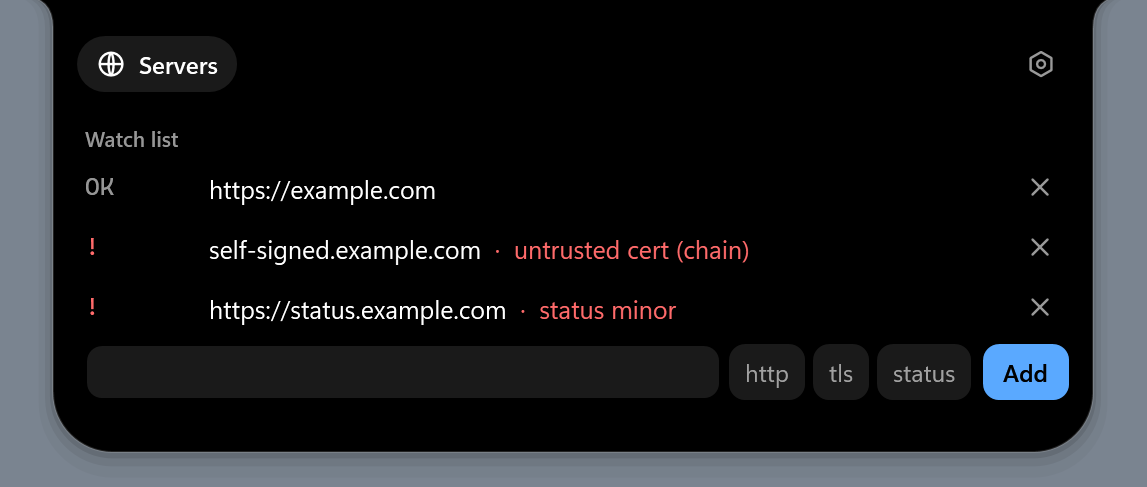 Servers
Watch list
OK https://example.com
! self-signed.example.com · untrusted cert (chain)
! https://status.example.com · status minor
http tls status Add